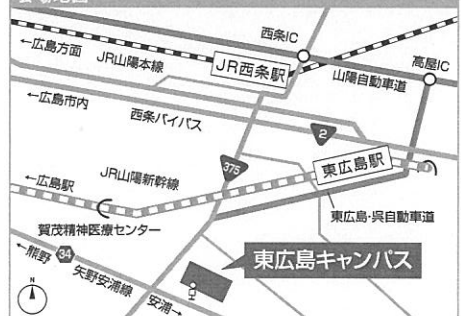 西条IC
←広島方面
JR山陽本線
JR西条駅
山陽自動車道
高屋IC
←広島市内
西条バイパス
2
375
東広島駅
JR山陽新幹線
←広島駅
東広島・呉自動車道
賀茂精神医療センター
←熊野
34
矢野安浦線
東広島キャンパス
安浦→
N